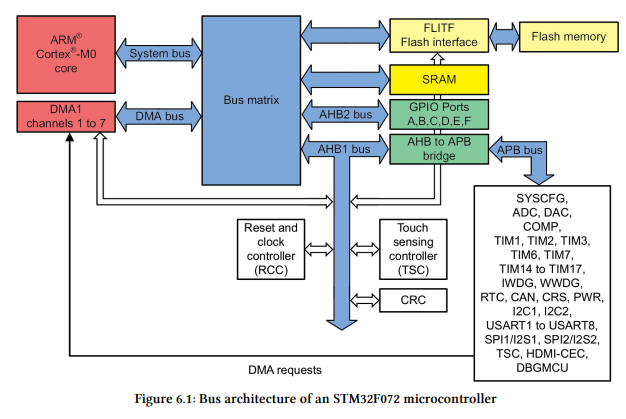 ARM®
Cortex®-M0
core
System bus
DMA1
channels 1 to 7
DMA bus
Bus matrix
FLITF
Flash interface
Flash memory
SRAM
AHB2 bus
GPIO Ports
A,B,C,D,E,F
AHB1 bus
AHB to APB
bridge
APB bus
Reset and
clock
controller
(RCC)
Touch
sensing
controller
(TSC)
CRC
SYSCFG,
ADC, DAC,
COMP,
TIM1, TIM2, TIM3,
TIM6, TIM7,
TIM14 to TIM17,
IWDG, WWDG,
RTC, CAN, CRS, PWR,
I2C1, I2C2,
USART1 to USART8,
SPI1/I2S1, SPI2/I2S2,
TSC, HDMI-CEC,
DBGMCU
DMA requests
Figure 6.1: Bus architecture of an STM32F072 microcontroller